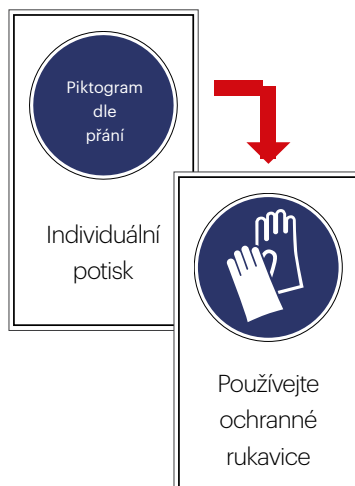 Piktogram
dle
přání
Individuální
potisk
Používejte
ochranné
rukavice